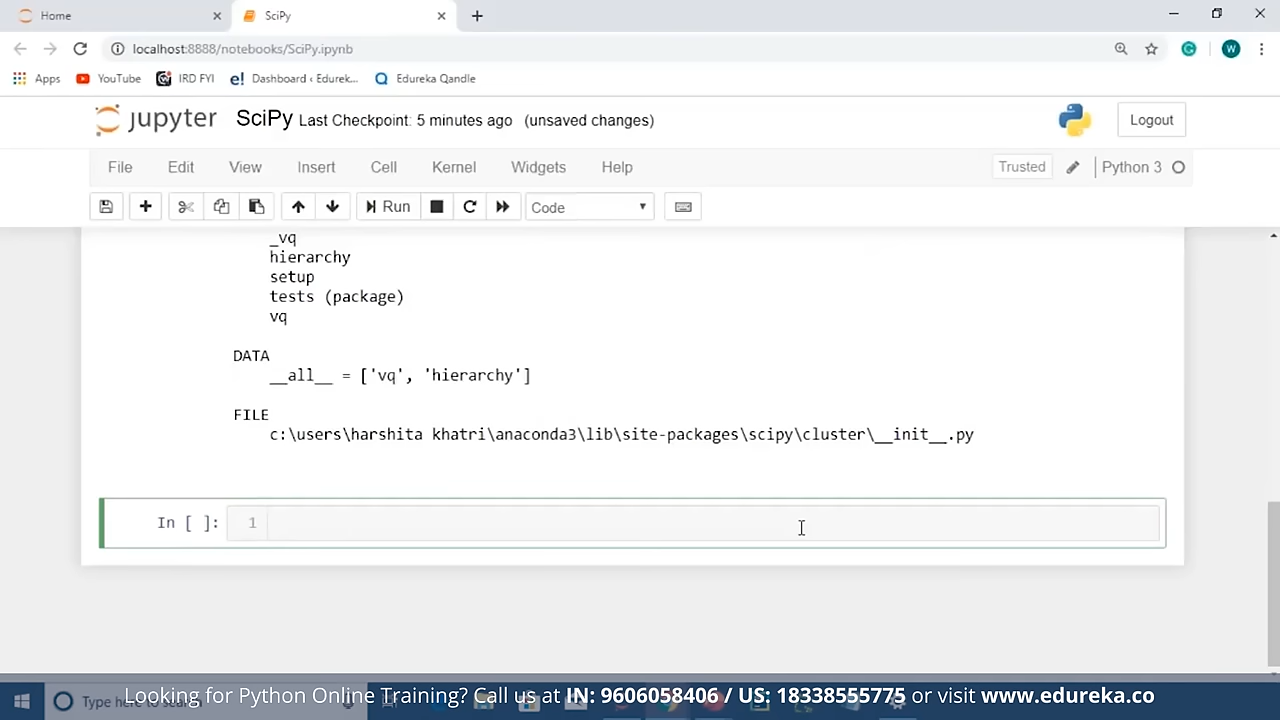 Home
SciPy
localhost:8888/notebooks/SciPy.ipynb
W
Apps YouTube IRD FYI e! Dashboard ‹ Edurek... Edureka Qandle
jupyter SciPy Last Checkpoint: 5 minutes ago (unsaved changes) Logout
File Edit View Insert Cell Kernel Widgets Help Trusted Python 3
Run Code
_vq
hierarchy
setup
tests (package)
vq
DATA
__all__ = ['vq', 'hierarchy']
FILE
c:\users\harshita khatri\anaconda3\lib\site-packages\scipy\cluster\__init__.py
In [ ]: 1
Looking for Python Online Training? Call us at IN: 9606058406 / US: 18338555775 or visit www.edureka.co